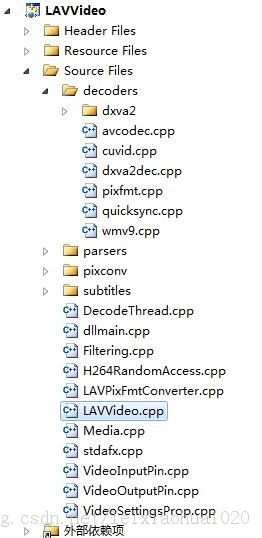 LAVVideo
Header Files
Resource Files
Source Files
decoders
dxva2
avcodec.cpp
cuvid.cpp
dxva2dec.cpp
pixfmt.cpp
quicksync.cpp
wmv9.cpp
parsers
pixconv
subtitles
DecodeThread.cpp
dllmain.cpp
Filtering.cpp
H264RandomAccess.cpp
LAVPixFmtConverter.cpp
LAVVideo.cpp
Media.cpp
stdafx.cpp
VideoInputPin.cpp
VideoOutputPin.cpp
VideoSettingsProp.cpp
g.csdn.net/leixiaohua1020
外部依赖项